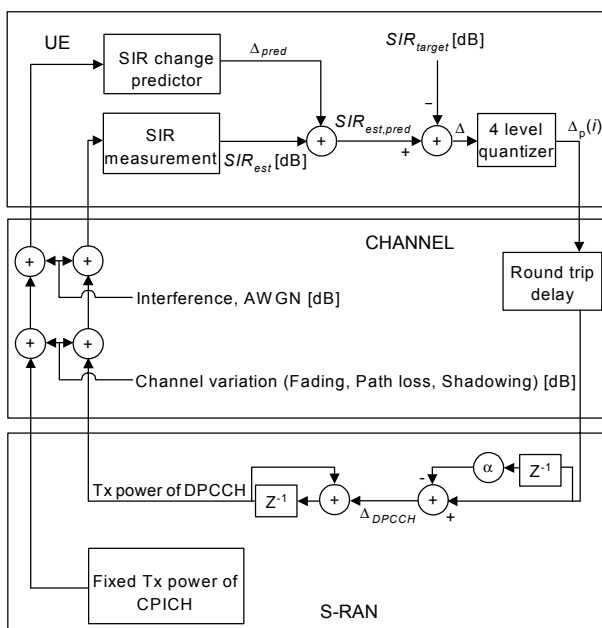 UE
SIR change
predictor
Δpred
SIRtarget [dB]
SIR
measurement
SIRest [dB]
+
SIRest,pred
−
+
+
Δ
4 level
quantizer
Δp(i)
CHANNEL
+
+
Interference, AWGN [dB]
Round trip
delay
+
+
Channel variation (Fading, Path loss, Shadowing) [dB]
Tx power of DPCCH
Z-1
+
ΔDPCCH
−
+
+
α
Z-1
Fixed Tx power of
CPICH
S-RAN